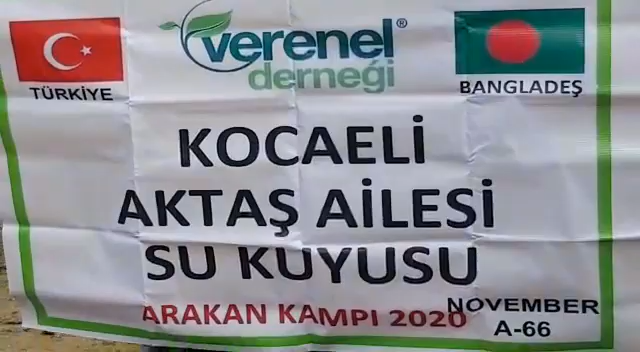 verenel®
derneği
TÜRKİYE
BANGLADEŞ
KOCAELİ
AKTAŞ AİLESİ
SU KUYUSU
ARAKAN KAMPI 2020
NOVEMBER
A-66